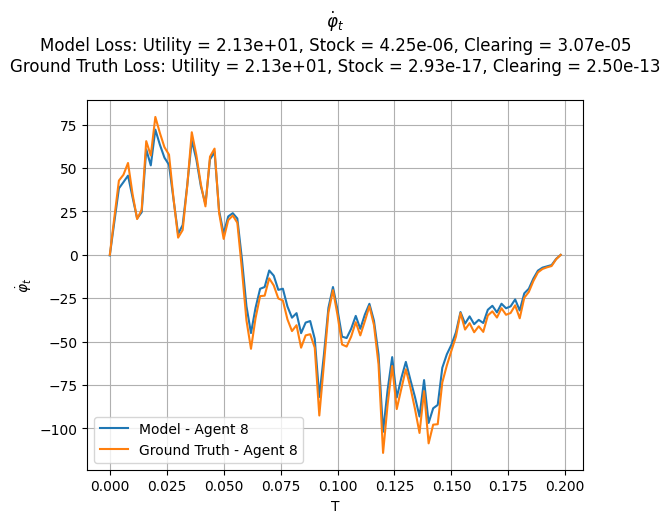 φ̇ₜ
Model Loss: Utility = 2.13e+01, Stock = 4.25e-06, Clearing = 3.07e-05
Ground Truth Loss: Utility = 2.13e+01, Stock = 2.93e-17, Clearing = 2.50e-13
75
50
25
0
−25
−50
−75
−100
φ̇ₜ
Model - Agent 8
Ground Truth - Agent 8
0.000 0.025 0.050 0.075 0.100 0.125 0.150 0.175 0.200
T